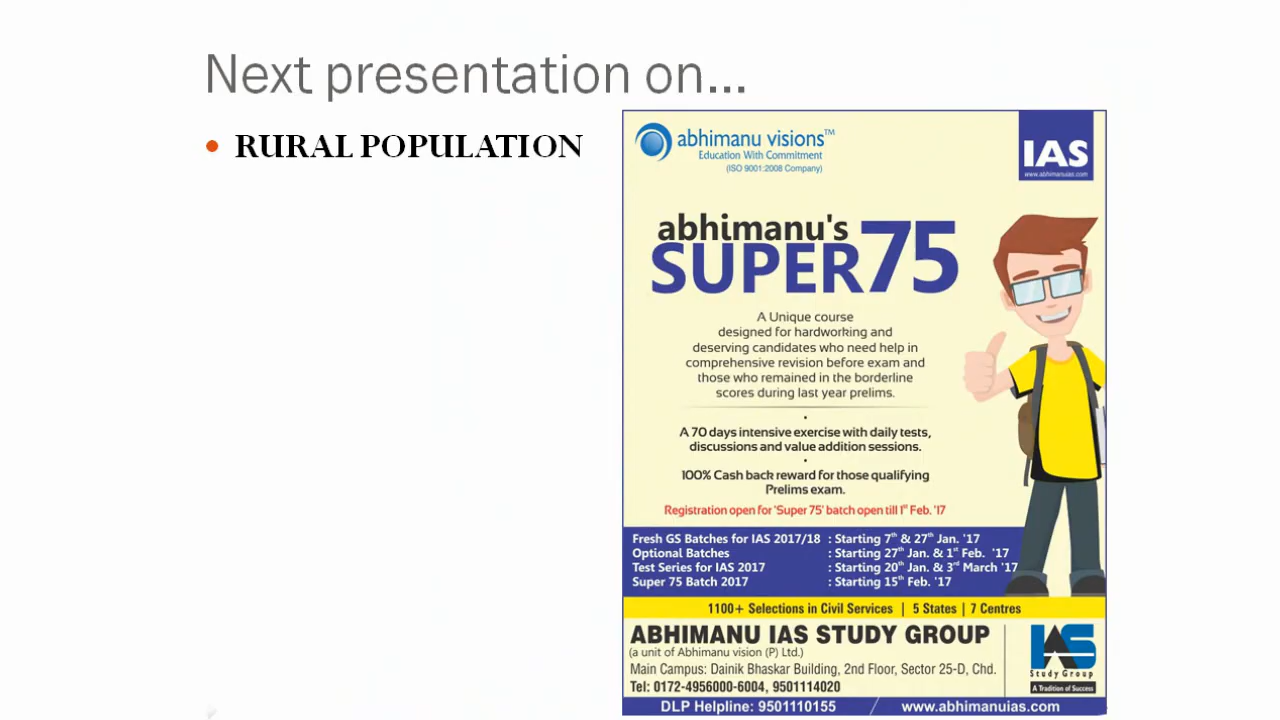 Next presentation on...
• RURAL POPULATION
abhimanu visions™
Education With Commitment
(ISO 9001:2008 Company)
IAS
www.abhimanuias.com
abhimanu's
SUPER 75
A Unique course
designed for hardworking and
deserving candidates who need help in
comprehensive revision before exam and
those who remained in the borderline
scores during last year prelims.
•
A 70 days intensive exercise with daily tests,
discussions and value addition sessions.
•
100% Cash back reward for those qualifying
Prelims exam.
Registration open for 'Super 75' batch open till 1st Feb. '17
Fresh GS Batches for IAS 2017/18 : Starting 7th & 27th Jan. '17
Optional Batches : Starting 27th Jan. & 1st Feb. '17
Test Series for IAS 2017 : Starting 20th Jan. & 3rd March '17
Super 75 Batch 2017 : Starting 15th Feb. '17
1100+ Selections in Civil Services | 5 States | 7 Centres
ABHIMANU IAS STUDY GROUP
(a unit of Abhimanu vision (P) Ltd.)
Main Campus: Dainik Bhaskar Building, 2nd Floor, Sector 25-D, Chd.
Tel: 0172-4956000-6004, 9501114020
IAS
Study Group
A Tradition of Success
DLP Helpline: 9501110155 / www.abhimanuias.com